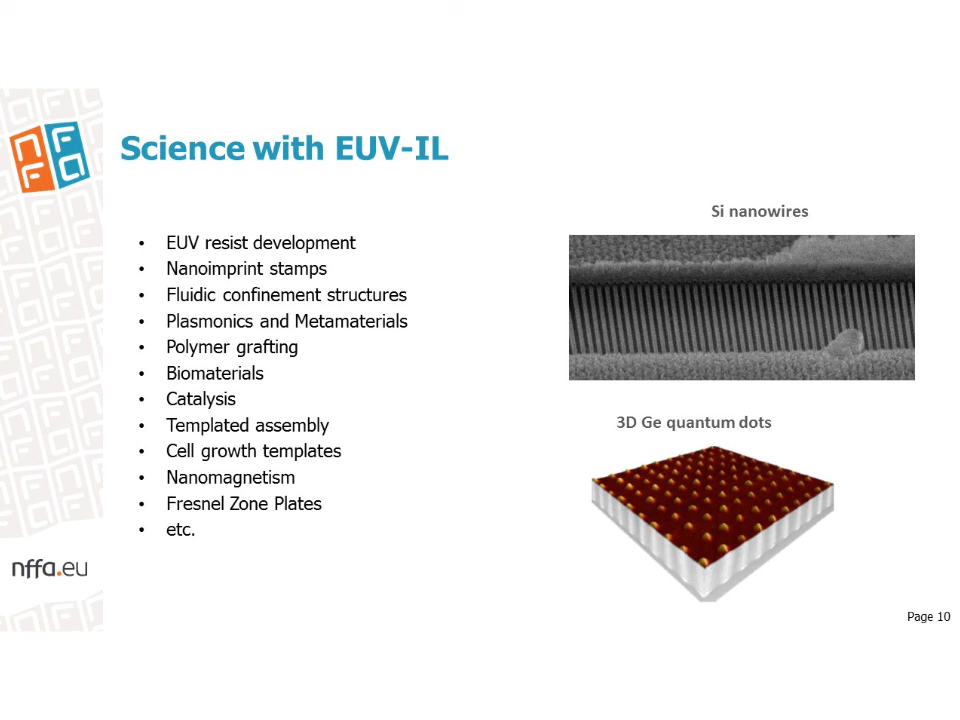 Science with EUV-IL
• EUV resist development
• Nanoimprint stamps
• Fluidic confinement structures
• Plasmonics and Metamaterials
• Polymer grafting
• Biomaterials
• Catalysis
• Templated assembly
• Cell growth templates
• Nanomagnetism
• Fresnel Zone Plates
• etc.
Si nanowires
3D Ge quantum dots
nffa.eu
Page 10